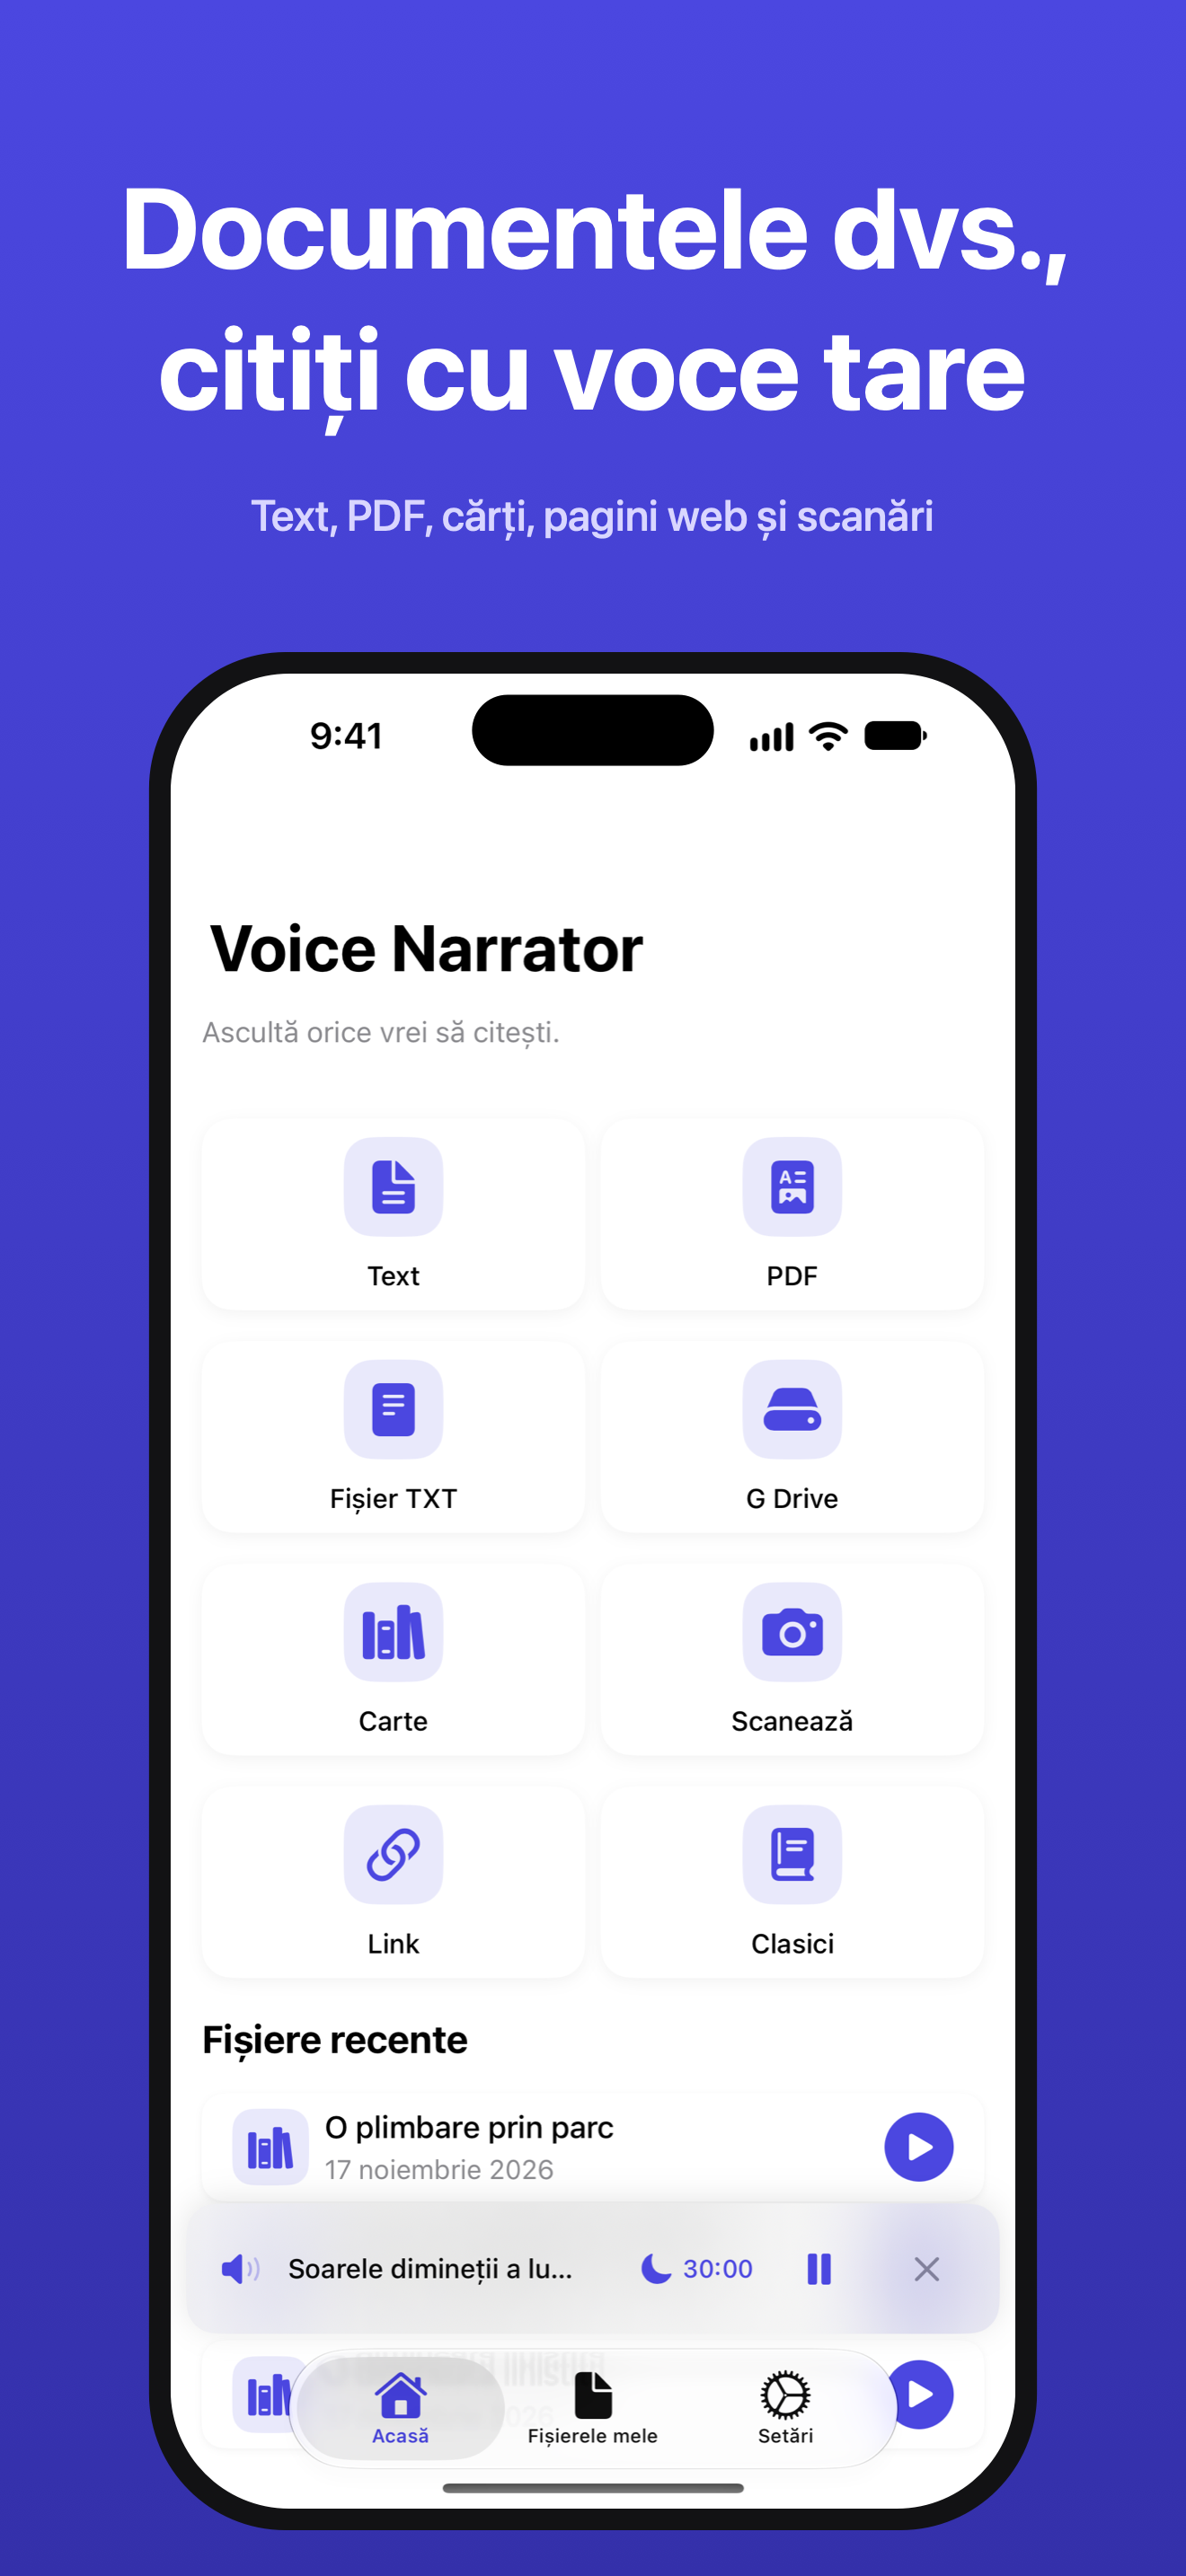 Documentele dvs.,
citiți cu voce tare
Text, PDF, cărți, pagini web și scanări
9:41
Voice Narrator
Ascultă orice vrei să citești.
Text
PDF
Fișier TXT
G Drive
Carte
Scanează
Link
Clasici
Fișiere recente
O plimbare prin parc
17 noiembrie 2026
Soarele dimineții a lu...
30:00
Acasă
Fișierele mele
Setări